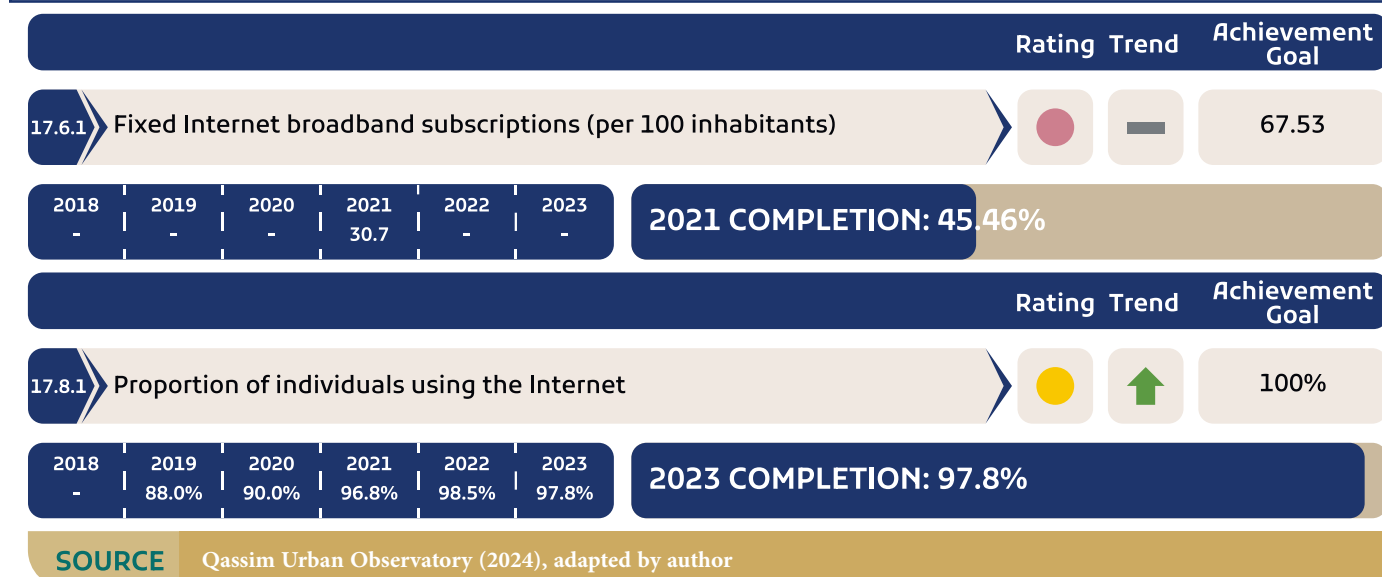 Rating Trend Achievement Goal
17.6.1 Fixed Internet broadband subscriptions (per 100 inhabitants) 67.53
2018 2019 2020 2021 2022 2023
- - - 30.7 - -
2021 COMPLETION: 45.46%
Rating Trend Achievement Goal
17.8.1 Proportion of individuals using the Internet 100%
2018 2019 2020 2021 2022 2023
- 88.0% 90.0% 96.8% 98.5% 97.8%
2023 COMPLETION: 97.8%
SOURCE Qassim Urban Observatory (2024), adapted by author